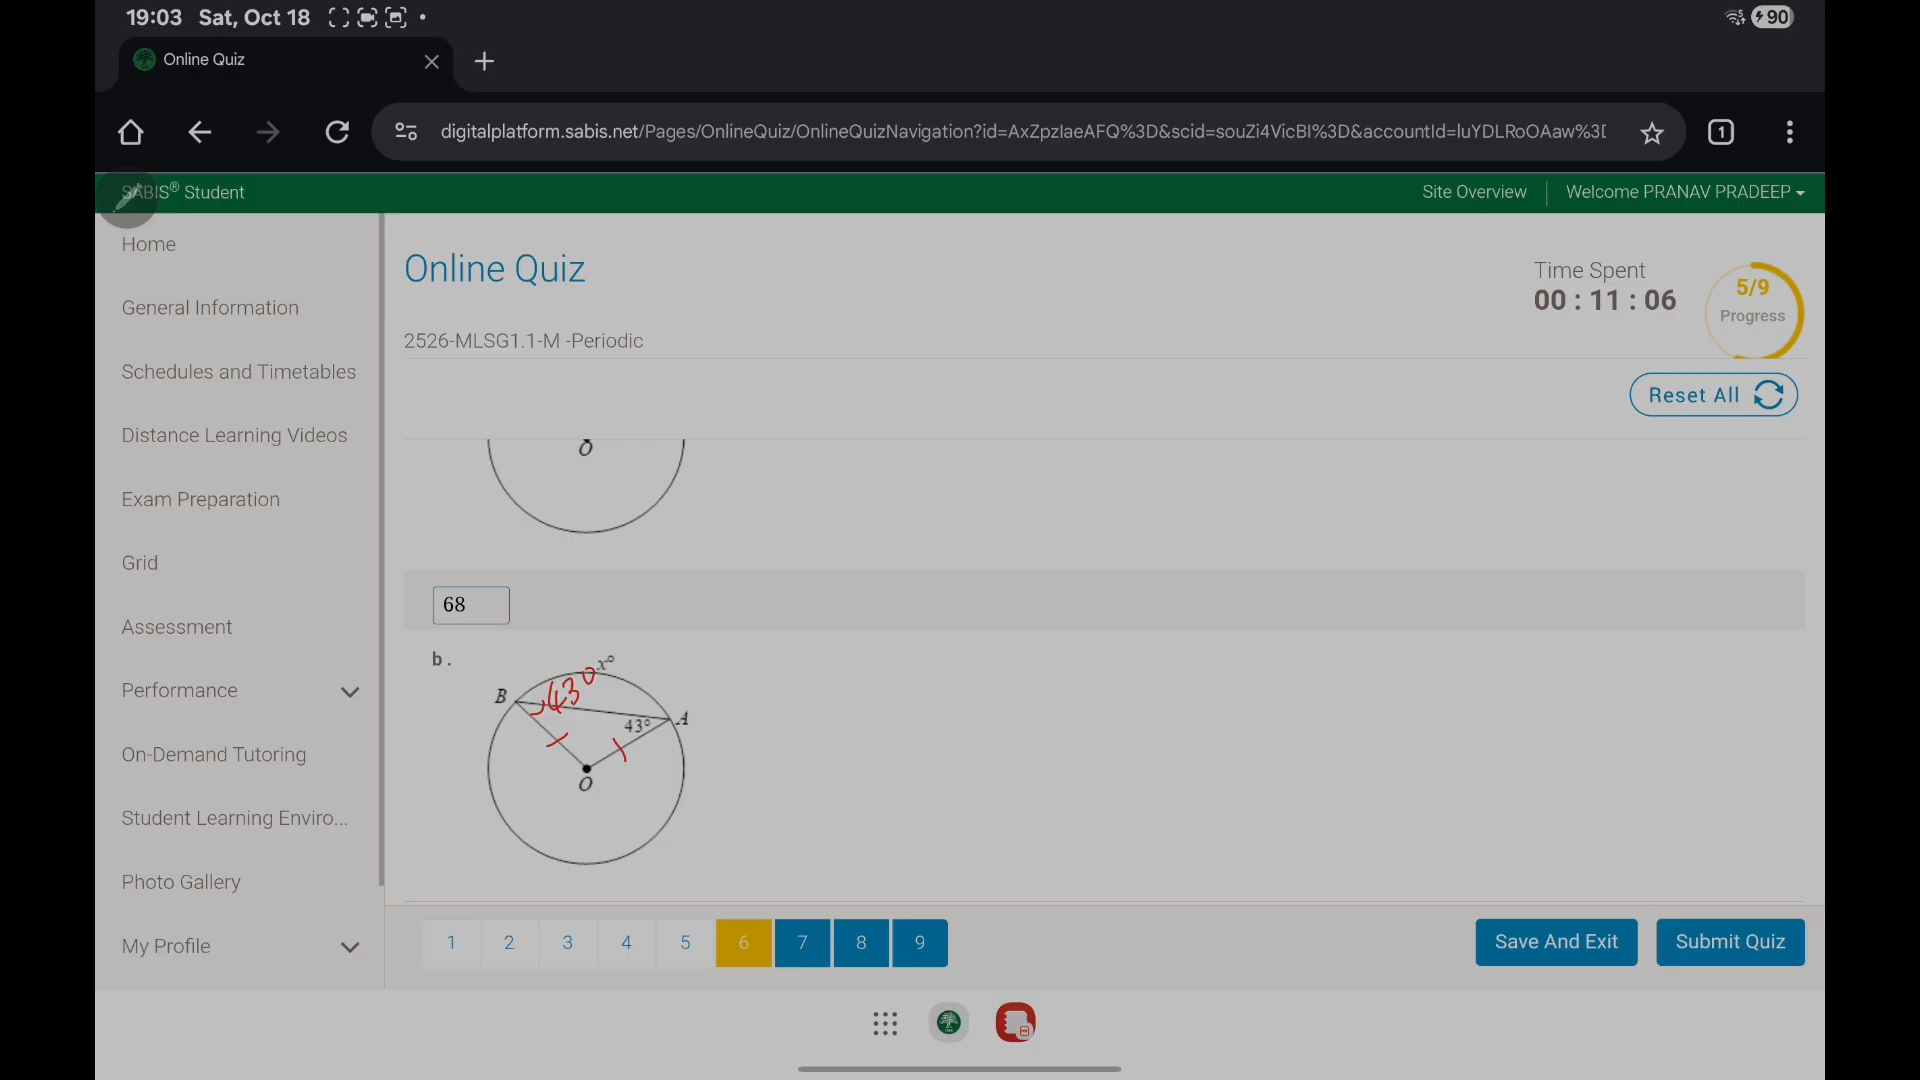 19:03 Sat, Oct 18 90
Online Quiz
digitalplatform.sabis.net/Pages/OnlineQuiz/OnlineQuizNavigation?id=AxZpzIaeAFQ%3D&scid=souZi4VicBI%3D&accountId=luYDLRoOAaw%3D 1
SABIS® Student Site Overview Welcome PRANAV PRADEEP
Home
General Information
Schedules and Timetables
Distance Learning Videos
Exam Preparation
Grid
Assessment
Performance
On-Demand Tutoring
Student Learning Enviro...
Photo Gallery
My Profile
Online Quiz
Time Spent
00 : 11 : 06
5/9
Progress
2526-MLSG1.1-M -Periodic
Reset All
O
68
b.
x°
B 43° 
43° A
O
1 2 3 4 5 6 7 8 9
Save And Exit Submit Quiz